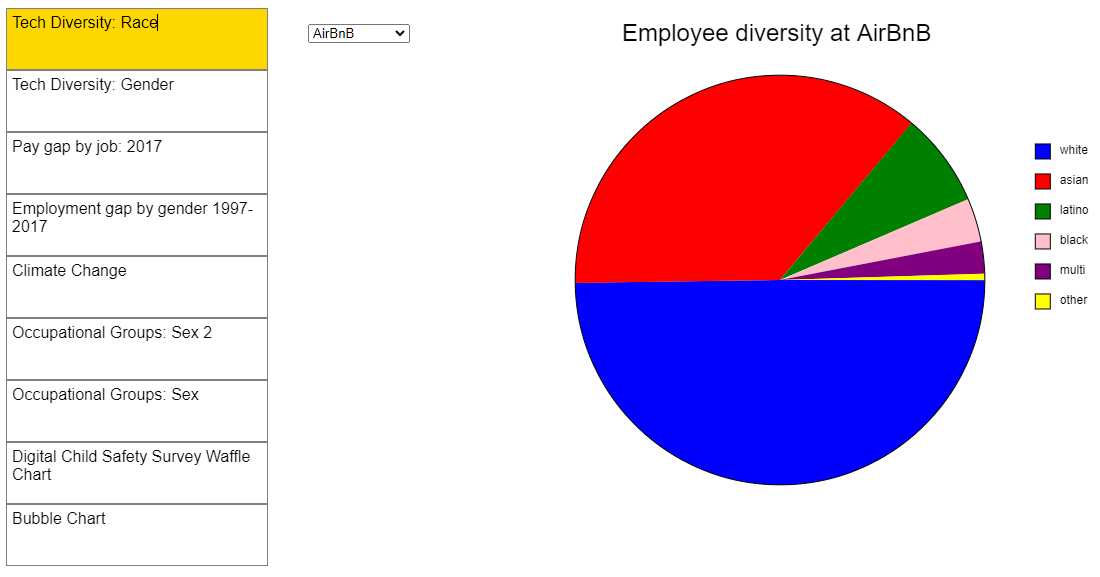 Tech Diversity: Race
Tech Diversity: Gender
Pay gap by job: 2017
Employment gap by gender 1997-
2017
Climate Change
Occupational Groups: Sex 2
Occupational Groups: Sex
Digital Child Safety Survey Waffle
Chart
Bubble Chart
AirBnB
Employee diversity at AirBnB
white
asian
latino
black
multi
other